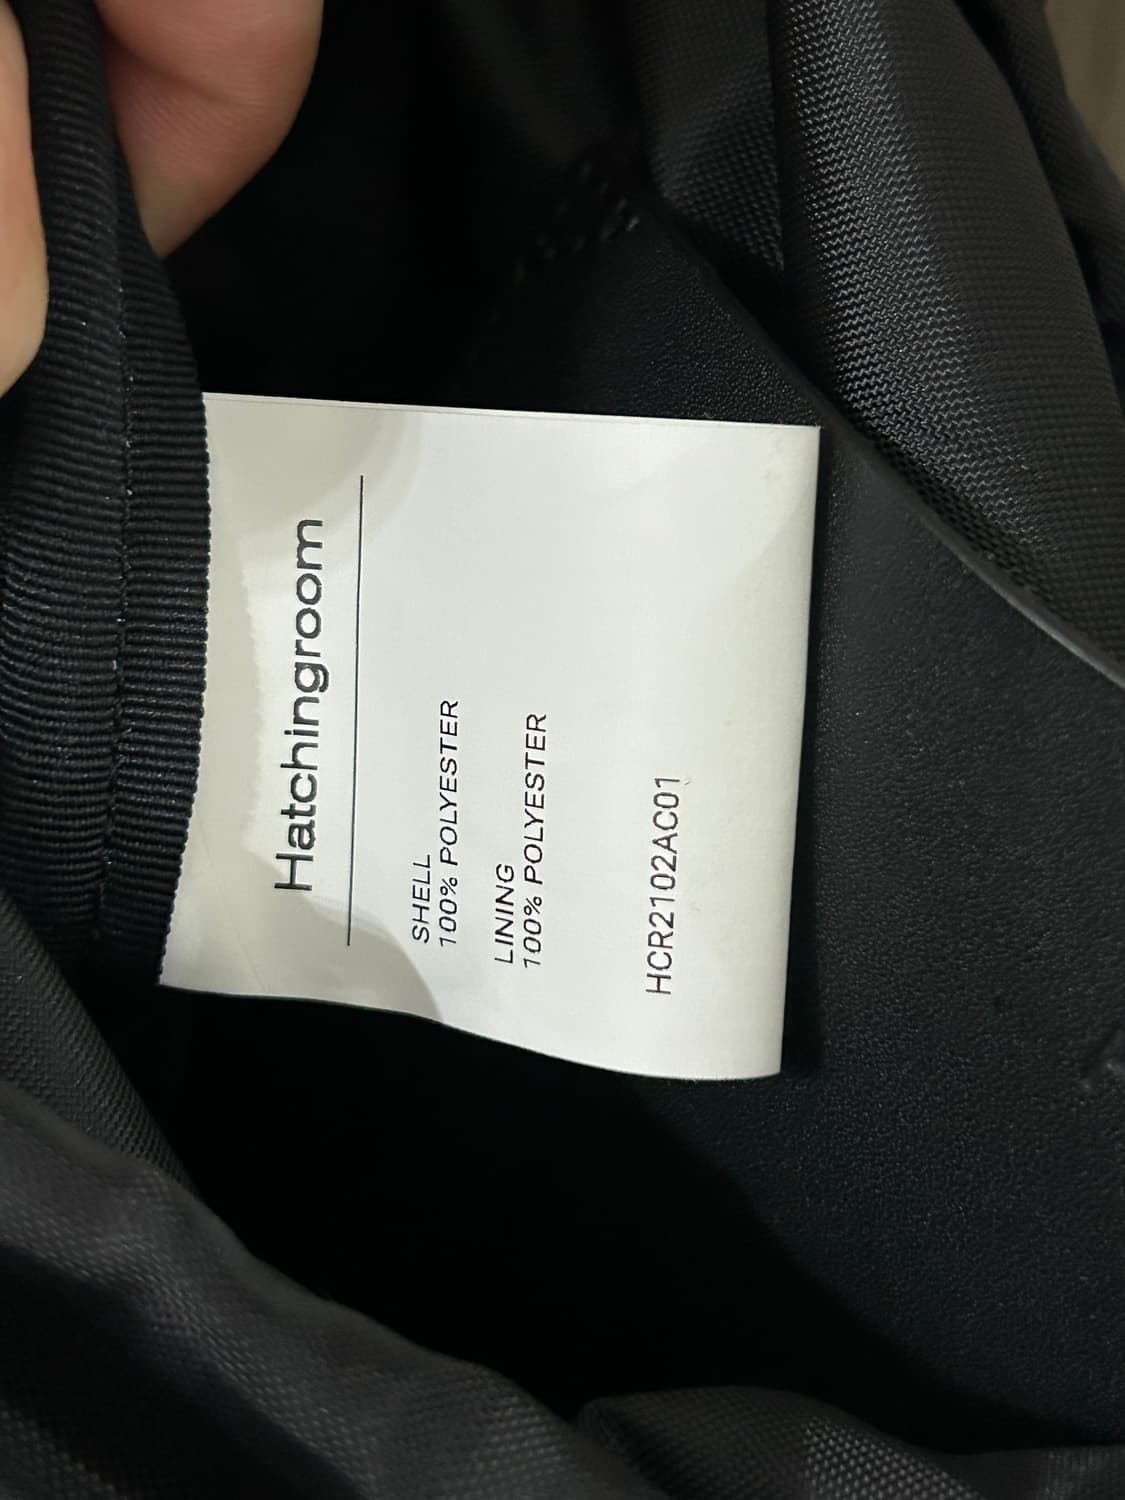 Hatchingroom
SHELL
100% POLYESTER
LINING
100% POLYESTER
HCR2102AC01